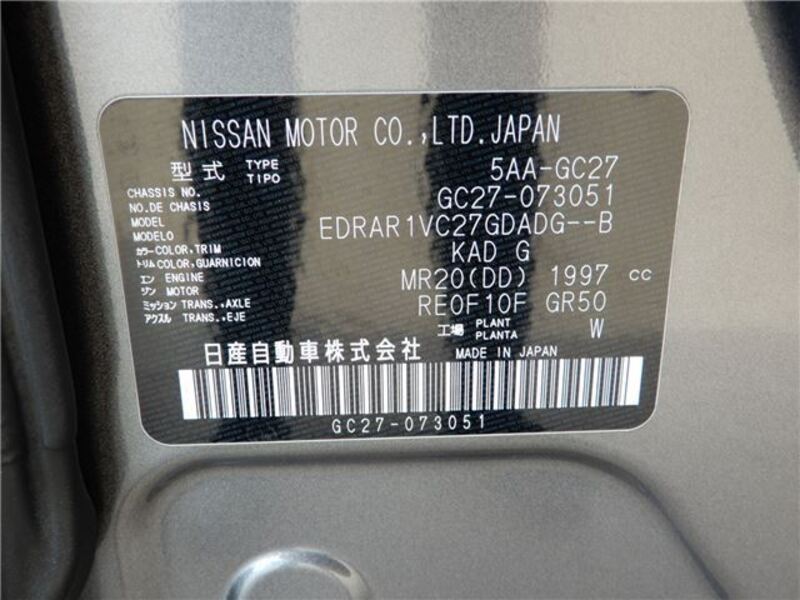 NISSAN MOTOR CO.,LTD.JAPAN
型式 TYPE TIPO 5AA-GC27
CHASSIS NO. NO.DE CHASIS GC27-073051
MODEL MODELO EDRAR1VC27GDADG--B
カラー COLOR,TRIM トリム COLOR,GUARNICION KAD G
エンジン ENGINE MOTOR MR20(DD) 1997 cc
ミッション TRANS.,AXLE アクスル TRANS.,EJE RE0F10F GR50
工場 PLANT PLANTA W
日産自動車株式会社 MADE IN JAPAN
GC27-073051